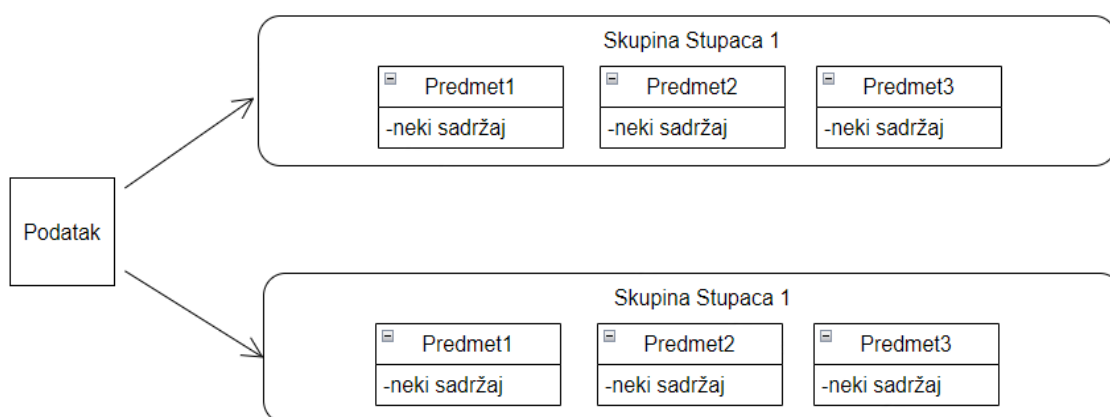 Skupina Stupaca 1
Predmet1 Predmet2 Predmet3
-neki sadržaj -neki sadržaj -neki sadržaj
Podatak
Skupina Stupaca 1
Predmet1 Predmet2 Predmet3
-neki sadržaj -neki sadržaj -neki sadržaj